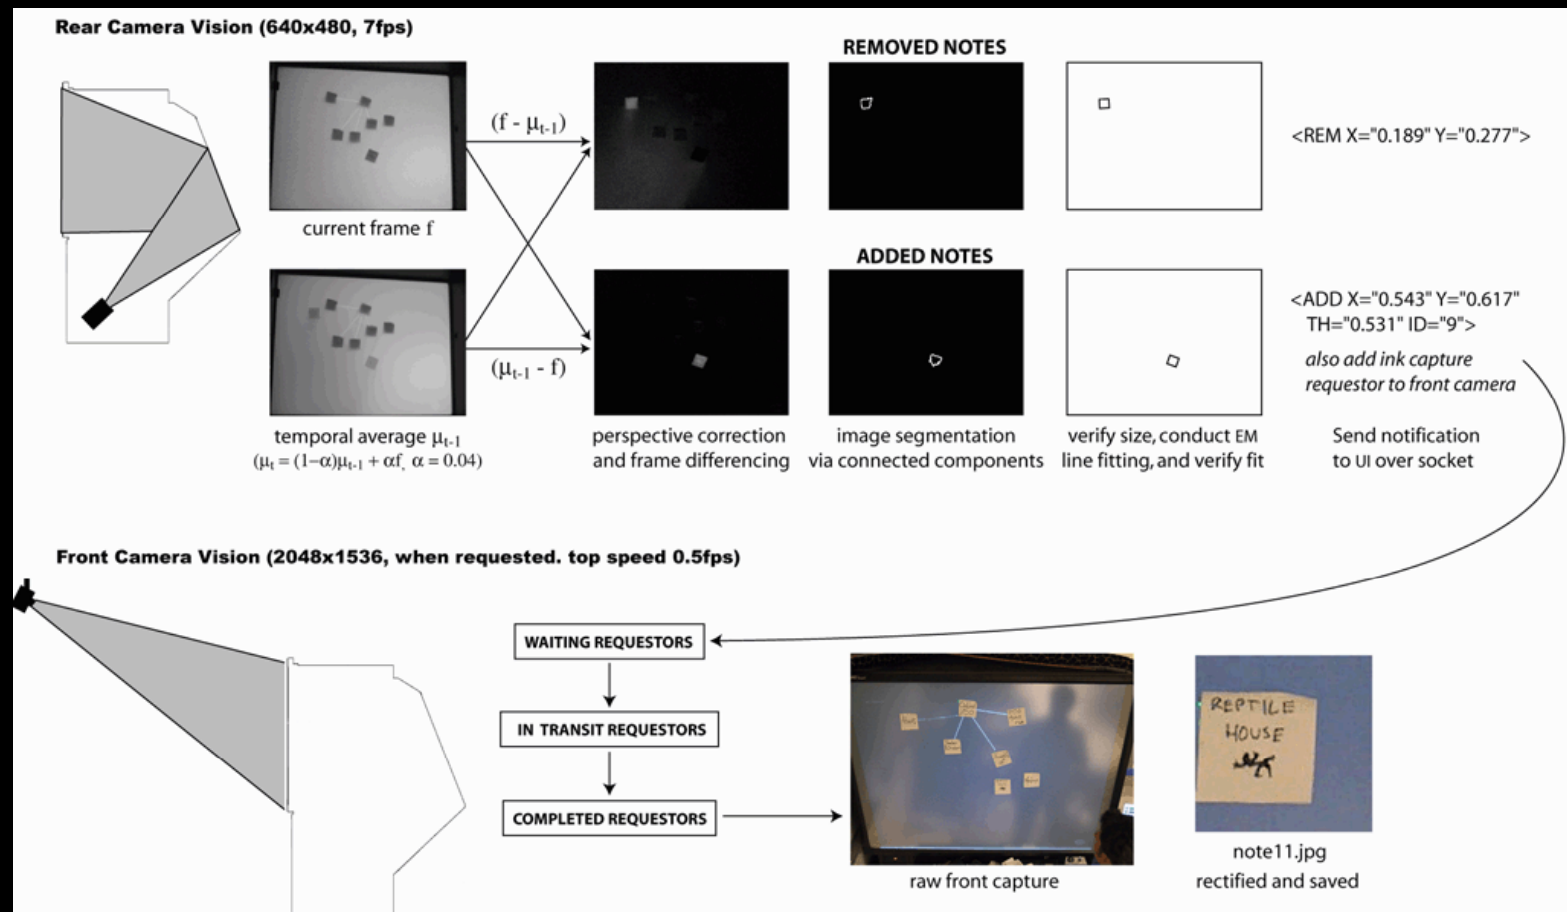 Rear Camera Vision (640x480, 7fps)
REMOVED NOTES
(f - μt-1)
<REM X="0.189" Y="0.277">
current frame f
ADDED NOTES
<ADD X="0.543" Y="0.617"
TH="0.531" ID="9">
(μt-1 - f)
also add ink capture
requestor to front camera
temporal average μt-1
(μt = (1−α)μt-1 + αf, α = 0.04)
perspective correction
and frame differencing
image segmentation
via connected components
verify size, conduct EM
line fitting, and verify fit
Send notification
to UI over socket
Front Camera Vision (2048x1536, when requested. top speed 0.5fps)
WAITING REQUESTORS
IN TRANSIT REQUESTORS
COMPLETED REQUESTORS
raw front capture
REPTILE
HOUSE
note11.jpg
rectified and saved